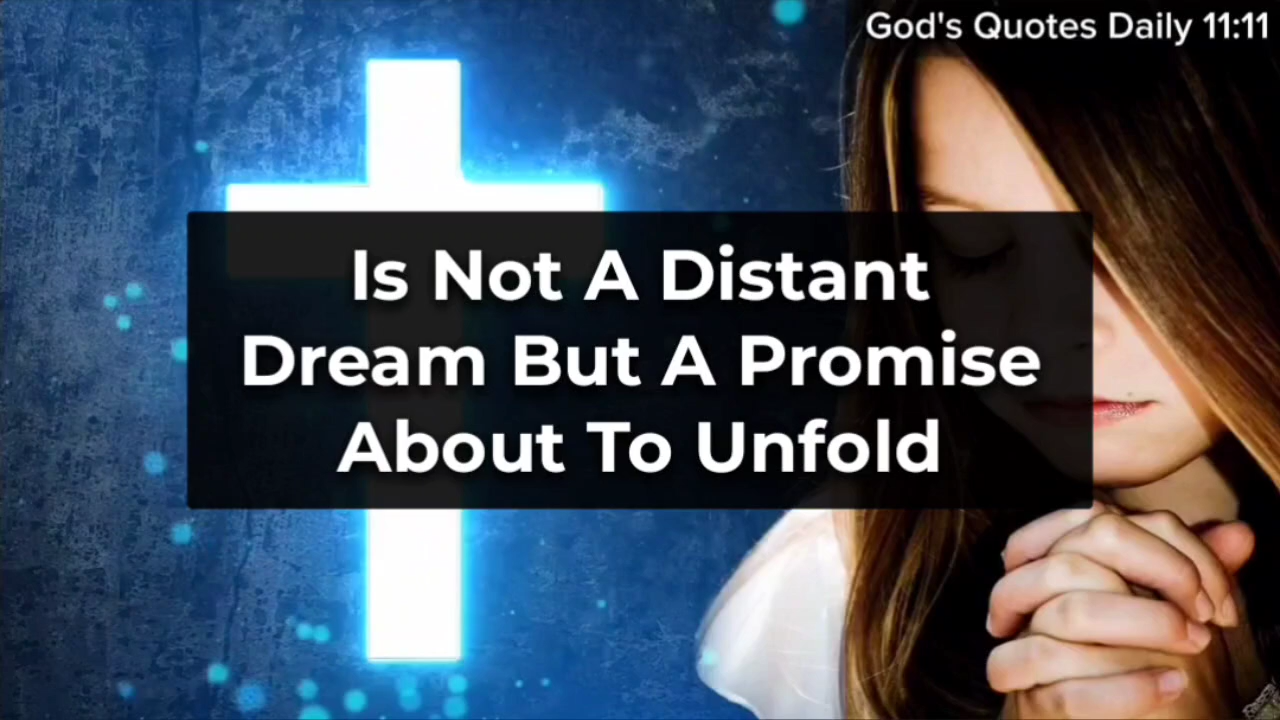 God's Quotes Daily 11:11
Is Not A Distant
Dream But A Promise
About To Unfold